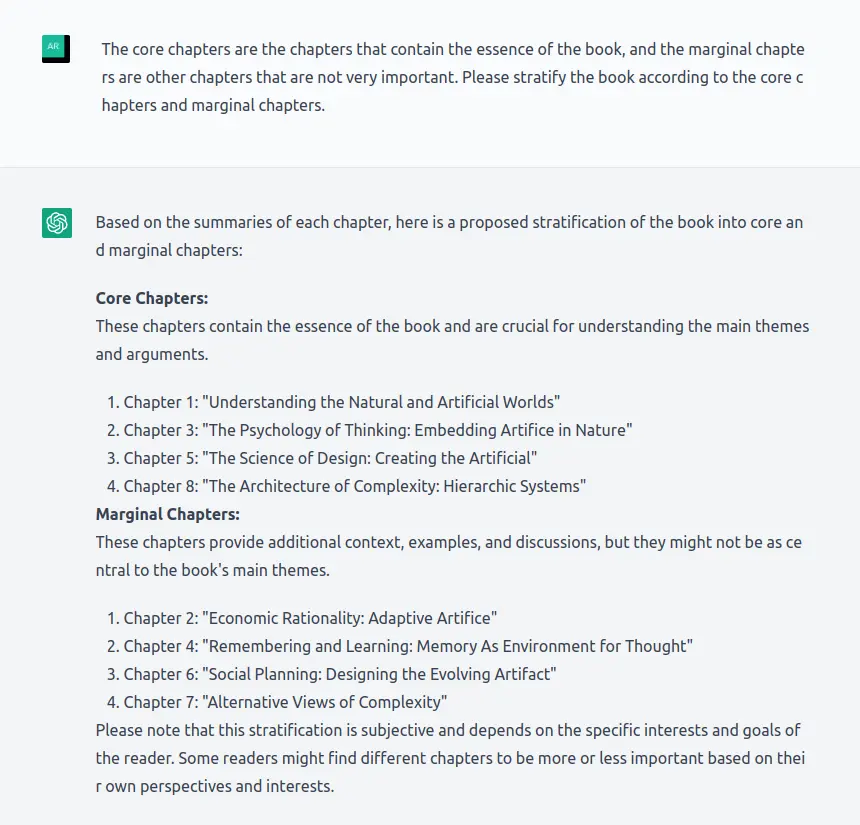 AR
The core chapters are the chapters that contain the essence of the book, and the marginal chapte
rs are other chapters that are not very important. Please stratify the book according to the core c
hapters and marginal chapters.
Based on the summaries of each chapter, here is a proposed stratification of the book into core an
d marginal chapters:
Core Chapters:
These chapters contain the essence of the book and are crucial for understanding the main themes
and arguments.
1. Chapter 1: "Understanding the Natural and Artificial Worlds"
2. Chapter 3: "The Psychology of Thinking: Embedding Artifice in Nature"
3. Chapter 5: "The Science of Design: Creating the Artificial"
4. Chapter 8: "The Architecture of Complexity: Hierarchic Systems"
Marginal Chapters:
These chapters provide additional context, examples, and discussions, but they might not be as ce
ntral to the book's main themes.
1. Chapter 2: "Economic Rationality: Adaptive Artifice"
2. Chapter 4: "Remembering and Learning: Memory As Environment for Thought"
3. Chapter 6: "Social Planning: Designing the Evolving Artifact"
4. Chapter 7: "Alternative Views of Complexity"
Please note that this stratification is subjective and depends on the specific interests and goals of
the reader. Some readers might find different chapters to be more or less important based on thei
r own perspectives and interests.